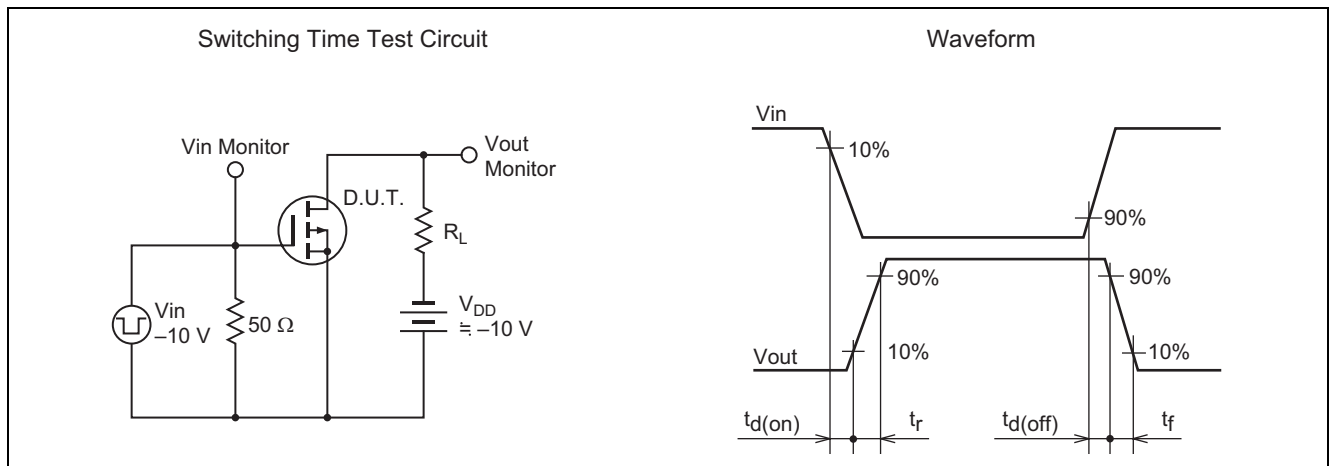 Switching Time Test Circuit
Vin Monitor
Vout
Monitor
D.U.T.
RL
Vin
–10 V
50 Ω
VDD
≒ –10 V
Waveform
Vin
10%
90%
90%
90%
10%
Vout
10%
td(on)
tr
td(off)
tf